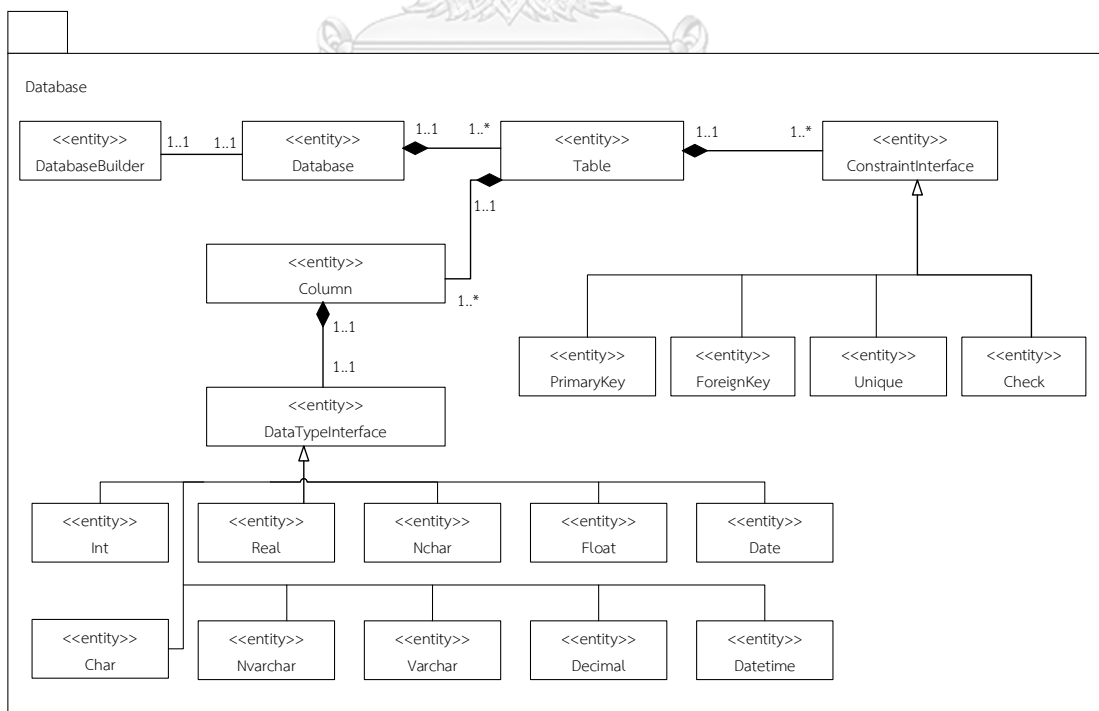 Database
<<entity>>
DatabaseBuilder
1..1
1..1
<<entity>>
Database
1..1
1..*
<<entity>>
Table
1..1
1..*
<<entity>>
ConstraintInterface
1..1
<<entity>>
Column
1..*
1..1
1..1
<<entity>>
PrimaryKey
<<entity>>
ForeignKey
<<entity>>
Unique
<<entity>>
Check
<<entity>>
DataTypeInterface
<<entity>>
Int
<<entity>>
Real
<<entity>>
Nchar
<<entity>>
Float
<<entity>>
Date
<<entity>>
Char
<<entity>>
Nvarchar
<<entity>>
Varchar
<<entity>>
Decimal
<<entity>>
Datetime